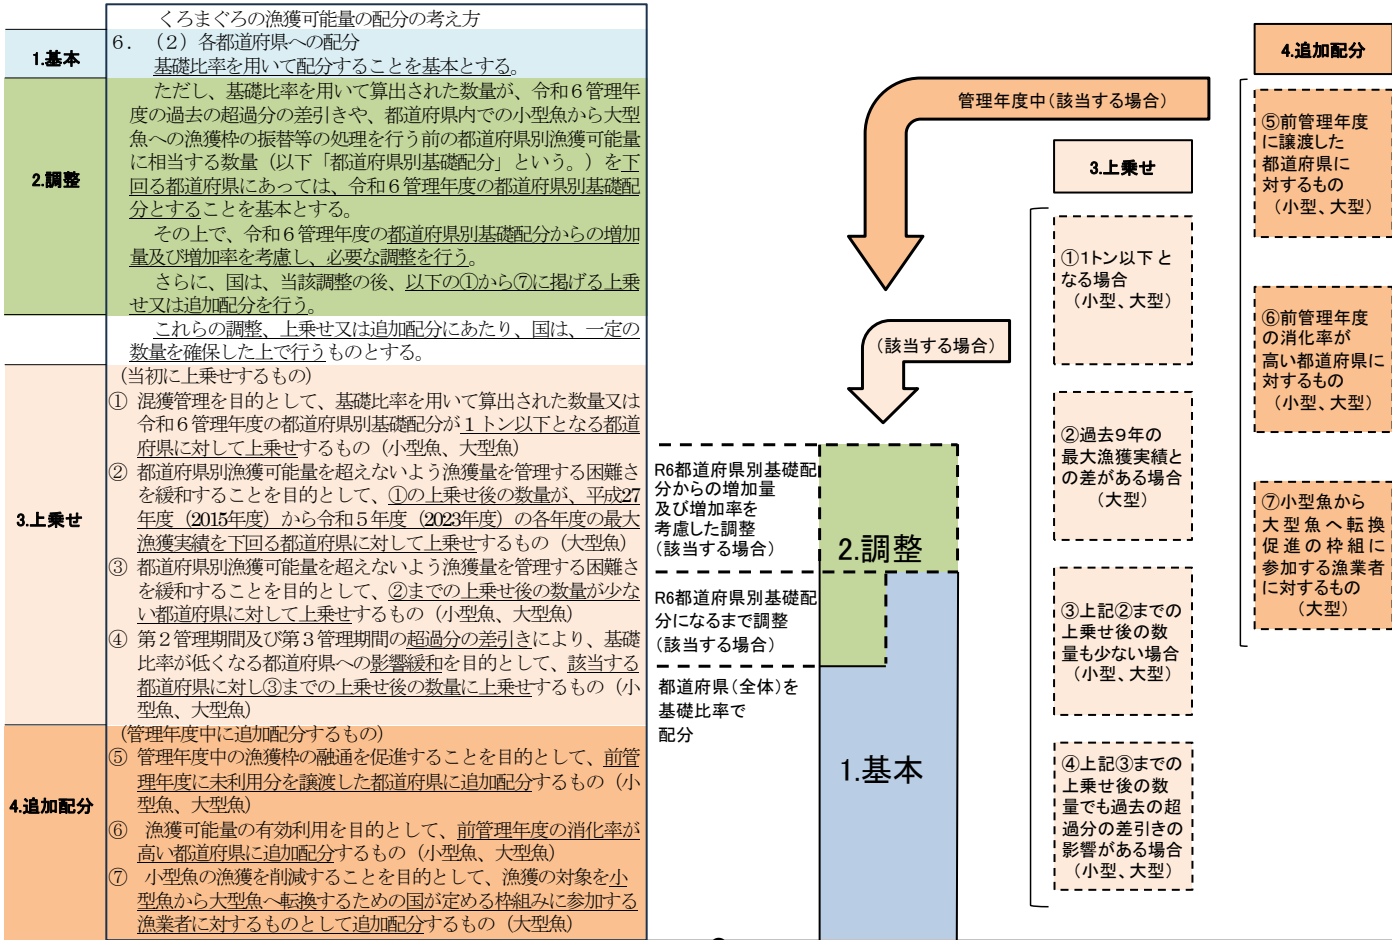 くろまぐろの漁獲可能量の配分の考え方
1.基本
6. (2)各都道府県への配分
基礎比率を用いて配分することを基本とする。
2.調整
ただし、基礎比率を用いて算出された数量が、令和6管理年
度の過去の超過分の差引きや、都道府県内での小型魚から大型
魚への漁獲枠の振替等の処理を行う前の都道府県別漁獲可能量
に相当する数量(以下「都道府県別基礎配分」という。)を下
回る都道府県にあっては、令和6管理年度の都道府県別基礎配
分とすることを基本とする。
その上で、令和6管理年度の都道府県別基礎配分からの増加
量及び増加率を考慮し、必要な調整を行う。
さらに、国は、当該調整の後、以下の①から⑦に掲げる上乗
せ又は追加配分を行う。
これらの調整、上乗せ又は追加配分にあたり、国は、一定の
数量を確保した上で行うものとする。
3.上乗せ
(当初に上乗せするもの)
① 混獲管理を目的として、基礎比率を用いて算出された数量又は
令和6管理年度の都道府県別基礎配分が1トン以下となる都道
府県に対して上乗せするもの(小型魚、大型魚)
② 都道府県別漁獲可能量を超えないよう漁獲量を管理する困難さ
を緩和することを目的として、①の上乗せ後の数量が、平成27
年度(2015年度)から令和5年度(2023年度)の各年度の最大
漁獲実績を下回る都道府県に対して上乗せするもの(大型魚)
③ 都道府県別漁獲可能量を超えないよう漁獲量を管理する困難さ
を緩和することを目的として、②までの上乗せ後の数量が少な
い都道府県に対して上乗せするもの(小型魚、大型魚)
④ 第2管理期間及び第3管理期間の超過分の差引きにより、基礎
比率が低くなる都道府県への影響緩和を目的として、該当する
都道府県に対し③までの上乗せ後の数量に上乗せするもの(小
型魚、大型魚)
4.追加配分
(管理年度中に追加配分するもの)
⑤ 管理年度中の漁獲枠の融通を促進することを目的として、前管
理年度に未利用分を譲渡した都道府県に追加配分するもの(小
型魚、大型魚)
⑥ 漁獲可能量の有効利用を目的として、前管理年度の消化率が
高い都道府県に追加配分するもの(小型魚、大型魚)
⑦ 小型魚の漁獲を削減することを目的として、漁獲の対象を小
型魚から大型魚へ転換するための国が定める枠組みに参加する
漁業者に対するものとして追加配分するもの(大型魚)
管理年度中(該当する場合)
(該当する場合)
R6都道府県別基礎配
分からの増加量
及び増加率を
考慮した調整
(該当する場合)
R6都道府県別基礎配
分になるまで調整
(該当する場合)
都道府県(全体)を
基礎比率で
配分
2.調整
1.基本
3.上乗せ
①1トン以下と
なる場合
(小型、大型)
②過去9年の
最大漁獲実績と
の差がある場合
(大型)
③上記②までの
上乗せ後の数
量も少ない場合
(小型、大型)
④上記③までの
上乗せ後の数
量でも過去の超
過分の差引きの
影響がある場合
(小型、大型)
4.追加配分
⑤前管理年度
に譲渡した
都道府県に
対するもの
(小型、大型)
⑥前管理年度
の消化率が
高い都道府県に
対するもの
(小型、大型)
⑦小型魚から
大型魚へ転換
促進の枠組に
参加する漁業者
に対するもの
(大型)